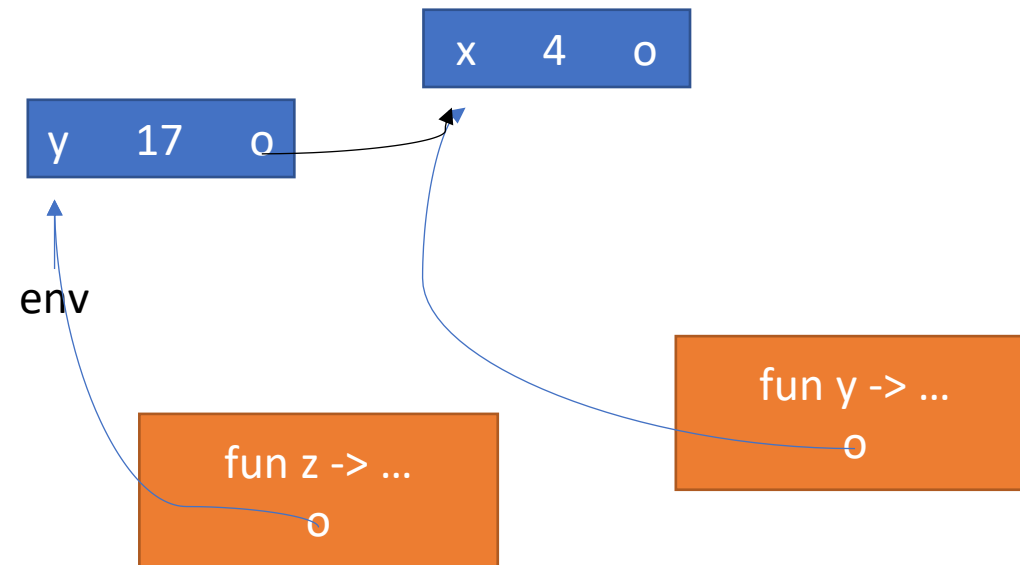 x 4 o
y 17 o
env
fun y -> ...
o
fun z -> ...
o